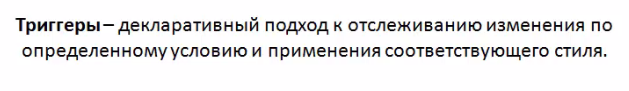 Триггеры – декларативный подход к отслеживанию изменения по
определенному условию и применения соответствующего стиля.